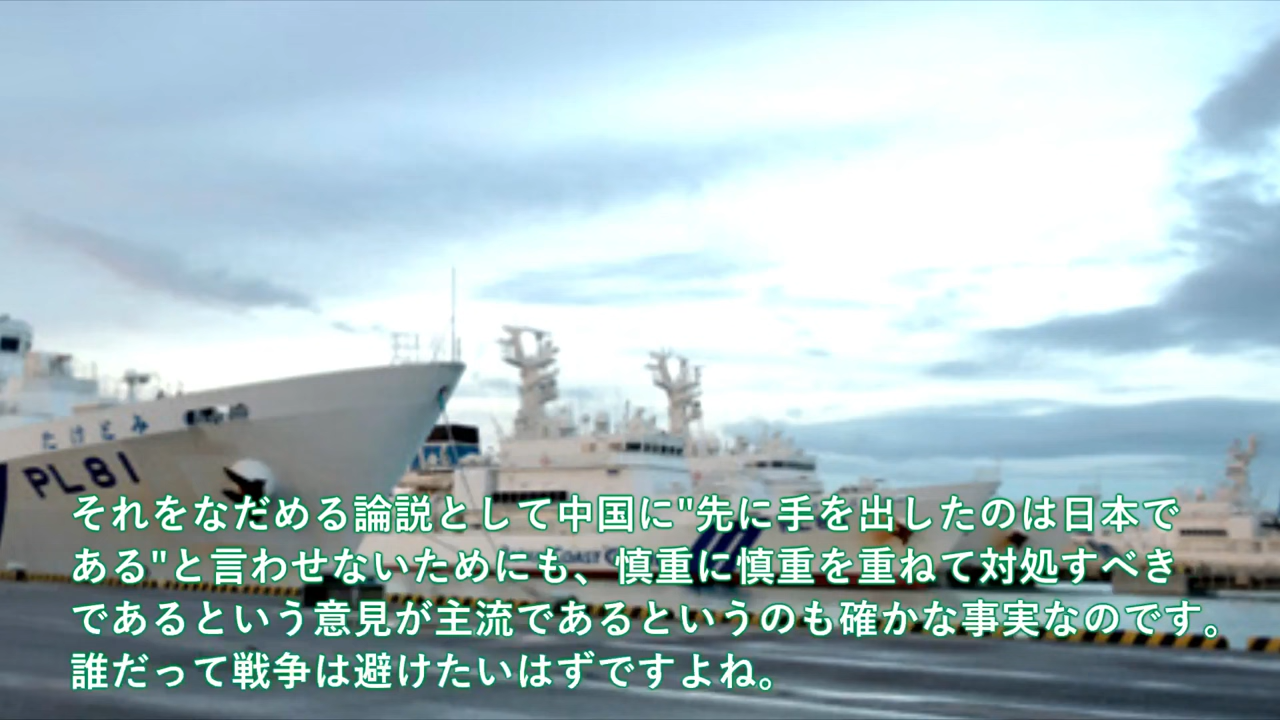 たけとみ
PL81
COAST
それをなだめる論説として中国に"先に手を出したのは日本で
ある"と言わせないためにも、慎重に慎重を重ねて対処すべき
であるという意見が主流であるというのも確かな事実なのです。
誰だって戦争は避けたいはずですよね。